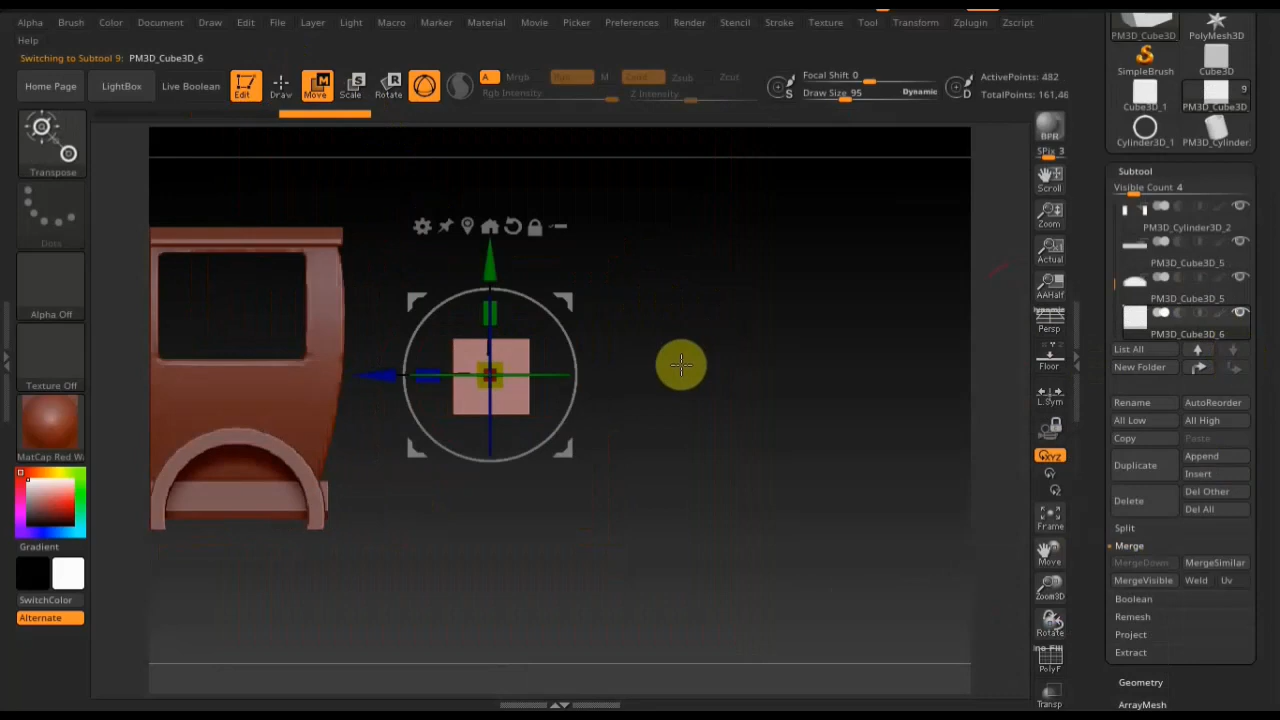 Alpha Brush Color Document Draw Edit File Layer Light Macro Marker Material Movie Picker Preferences Render Stencil Stroke Texture Tool Transform Zplugin Zscript
Help
Switching to Subtool 9: PM3D_Cube3D_6
Home Page LightBox Live Boolean
Edit Draw Move Scale Rotate
A Mrgb M Zsub Zcut
Rgb Intensity Z Intensity
S Focal Shift 0
Draw Size 95 Dynamic D
ActivePoints: 482
TotalPoints: 161,46
Transpose
Dots
Alpha Off
Texture Off
MatCap Red Wa
Gradient
SwitchColor
Alternate
BPR
SPix 3
Scroll
Zoom
Actual
AAHalf
Dynamic
Persp
Floor
L.Sym
XYZ
Y
Z
Frame
Move
Zoom3D
Rotate
PolyF
Transp
PM3D_Cube3D PolyMesh3D
SimpleBrush Cube3D
9
Cube3D_1 PM3D_Cube3D_
Cylinder3D_1 PM3D_Cylinder:
Subtool
Visible Count 4
PM3D_Cylinder3D_2
PM3D_Cube3D_5
PM3D_Cube3D_5
PM3D_Cube3D_6
List All
New Folder
Rename AutoReorder
All Low All High
Copy Paste
Duplicate Append
Insert
Delete Del Other
Del All
Split
Merge
MergeDown MergeSimilar
MergeVisible Weld Uv
Boolean
Remesh
Project
Extract
Geometry
ArrayMesh